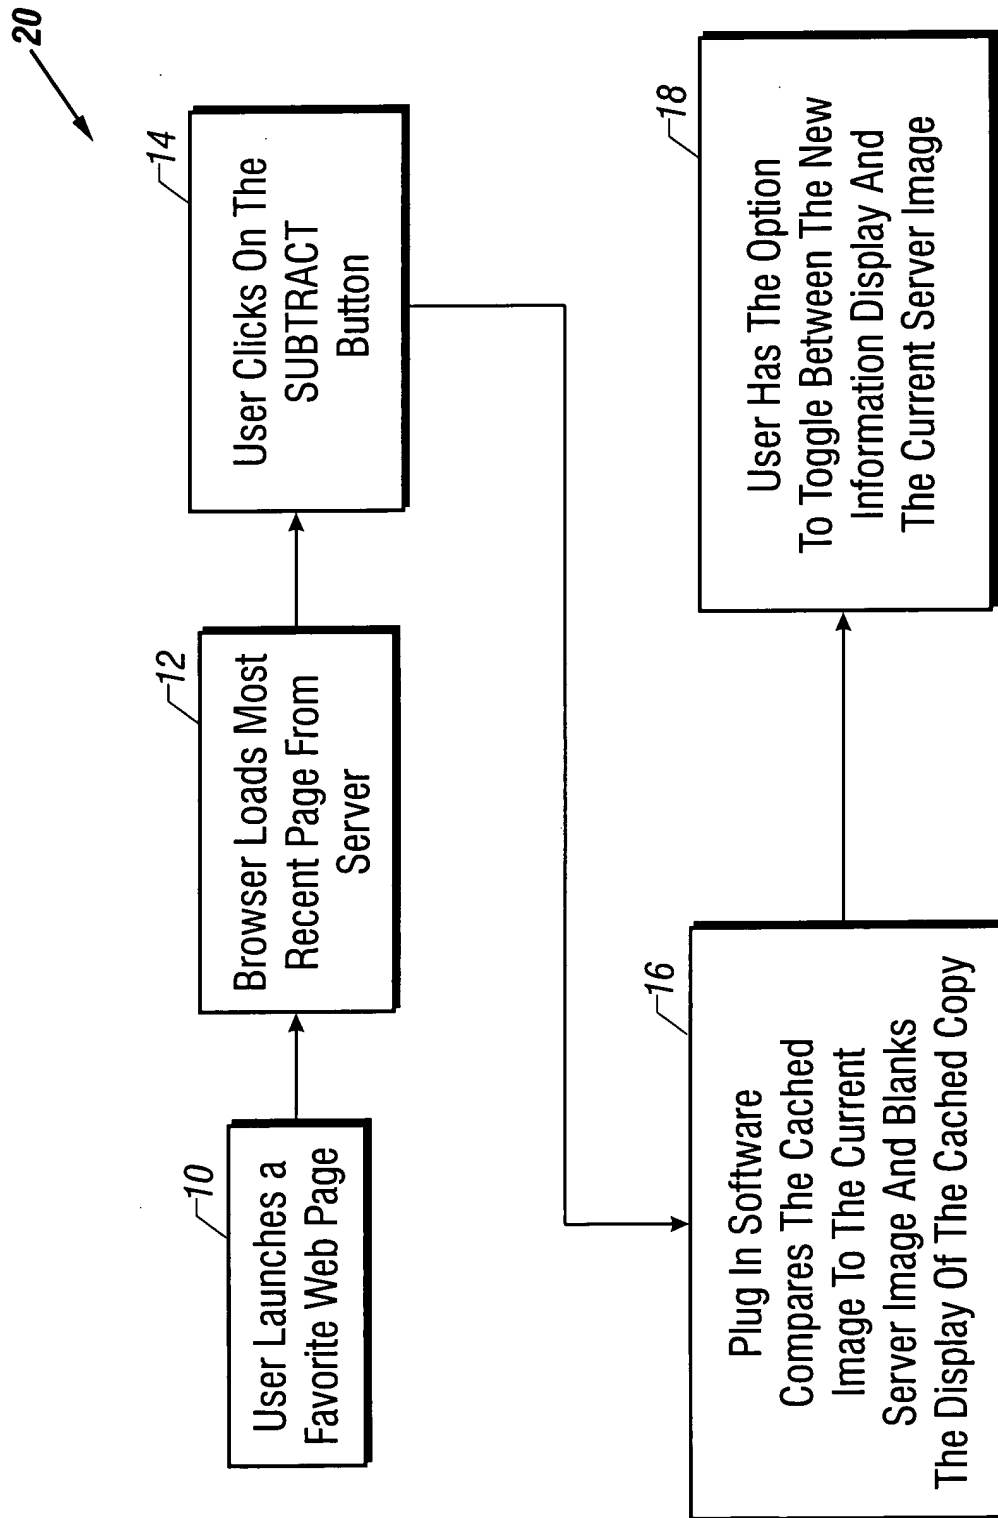 20
10
User Launches a
Favorite Web Page
12
Browser Loads Most
Recent Page From
Server
14
User Clicks On The
SUBTRACT
Button
16
Plug In Software
Compares The Cached
Image To The Current
Server Image And Blanks
The Display Of The Cached Copy
18
User Has The Option
To Toggle Between The New
Information Display And
The Current Server Image